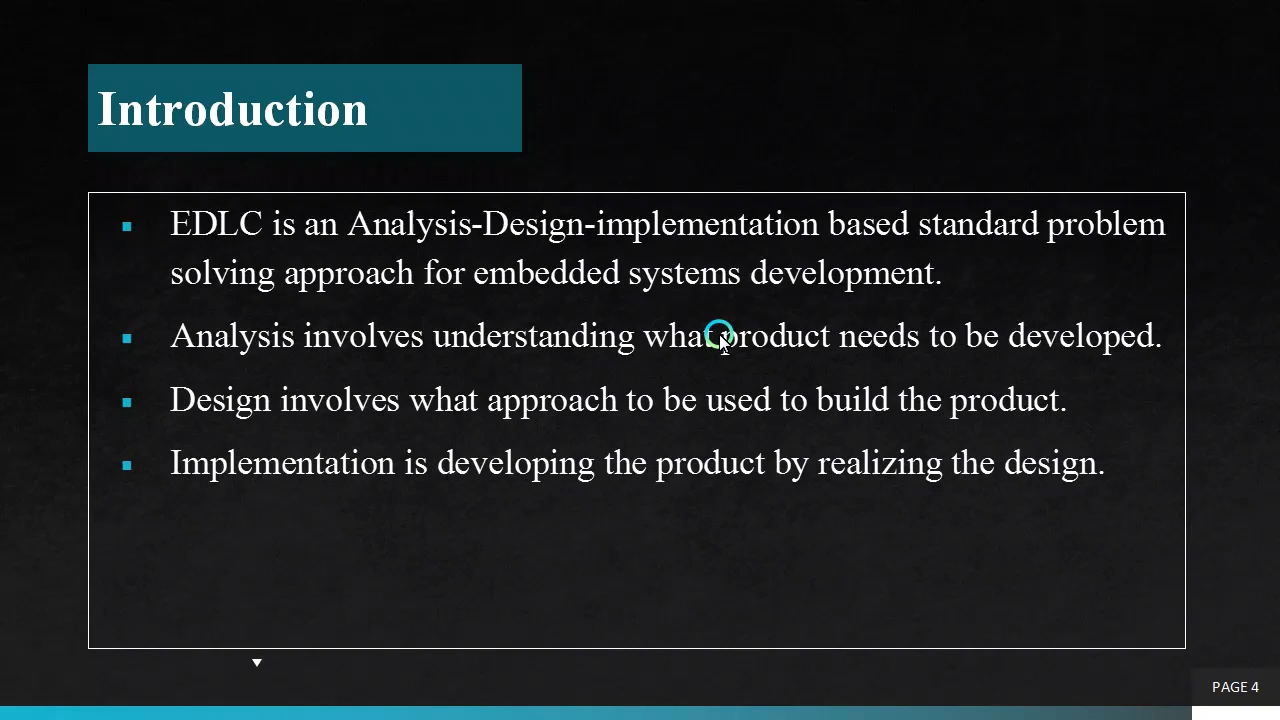 Introduction
EDLC is an Analysis-Design-implementation based standard problem
solving approach for embedded systems development.
Analysis involves understanding what product needs to be developed.
Design involves what approach to be used to build the product.
Implementation is developing the product by realizing the design.
PAGE 4